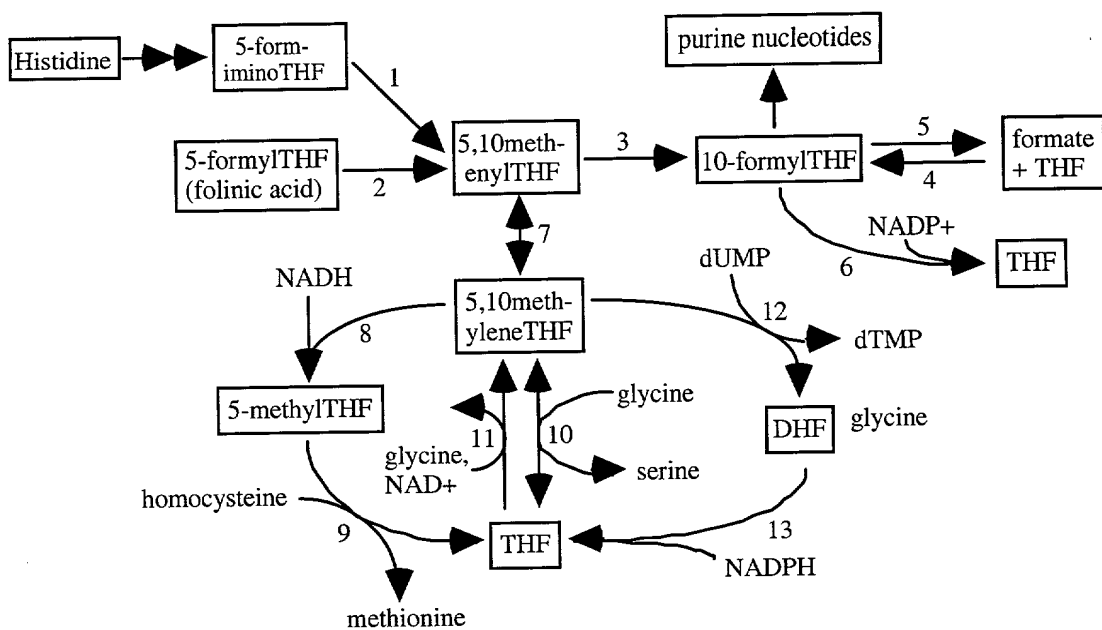 purine nucleotides
Histidine
5-form-
iminoTHF
1
5-formylTHF
(folinic acid)
2
5,10meth-
enylTHF
3
10-formylTHF
5
4
formate
+ THF
NADP+
6
THF
7
NADH
8
5,10meth-
yleneTHF
dUMP
12
dTMP
5-methylTHF
glycine
DHF
glycine
11
10
glycine,
NAD+
serine
homocysteine
9
THF
13
NADPH
methionine